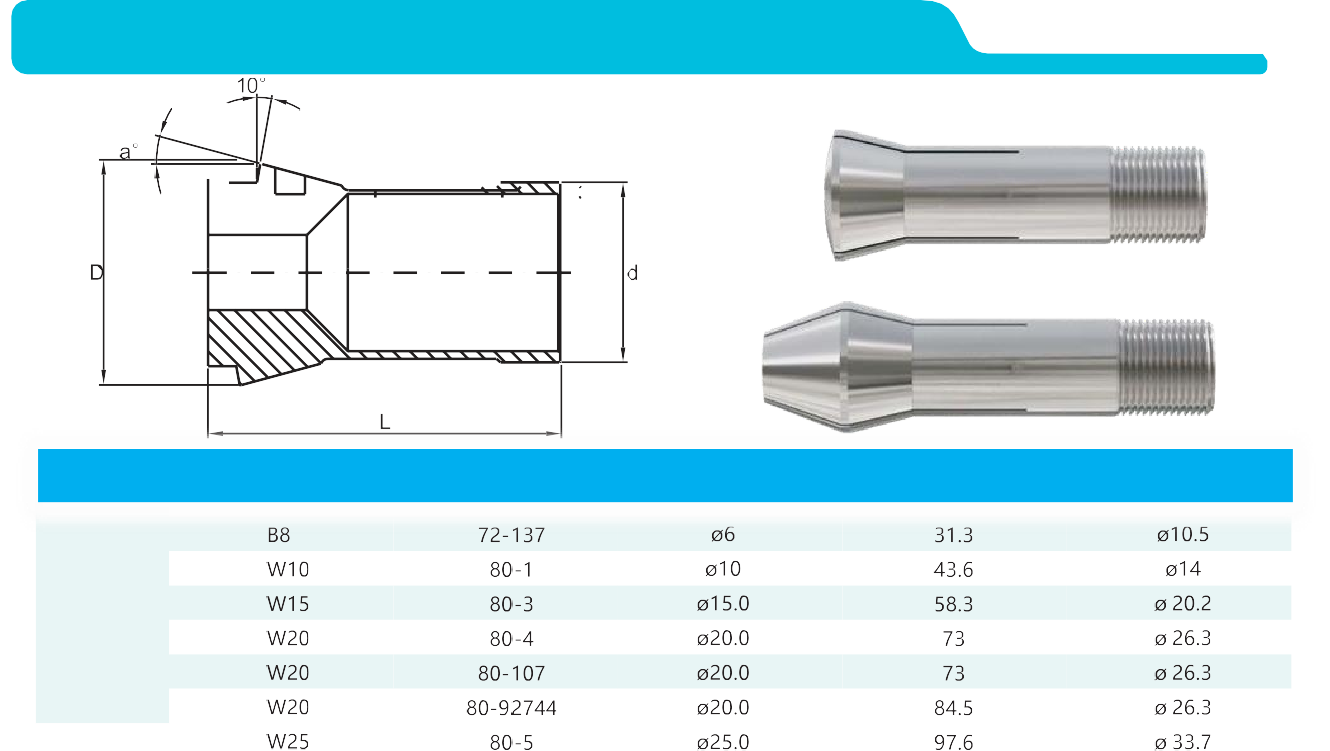 10°
a°
D
d
L
B8 72-137 ø6 31.3 ø10.5
W10 80-1 ø10 43.6 ø14
W15 80-3 ø15.0 58.3 ø 20.2
W20 80-4 ø20.0 73 ø 26.3
W20 80-107 ø20.0 73 ø 26.3
W20 80-92744 ø20.0 84.5 ø 26.3
W25 80-5 ø25.0 97.6 ø 33.7